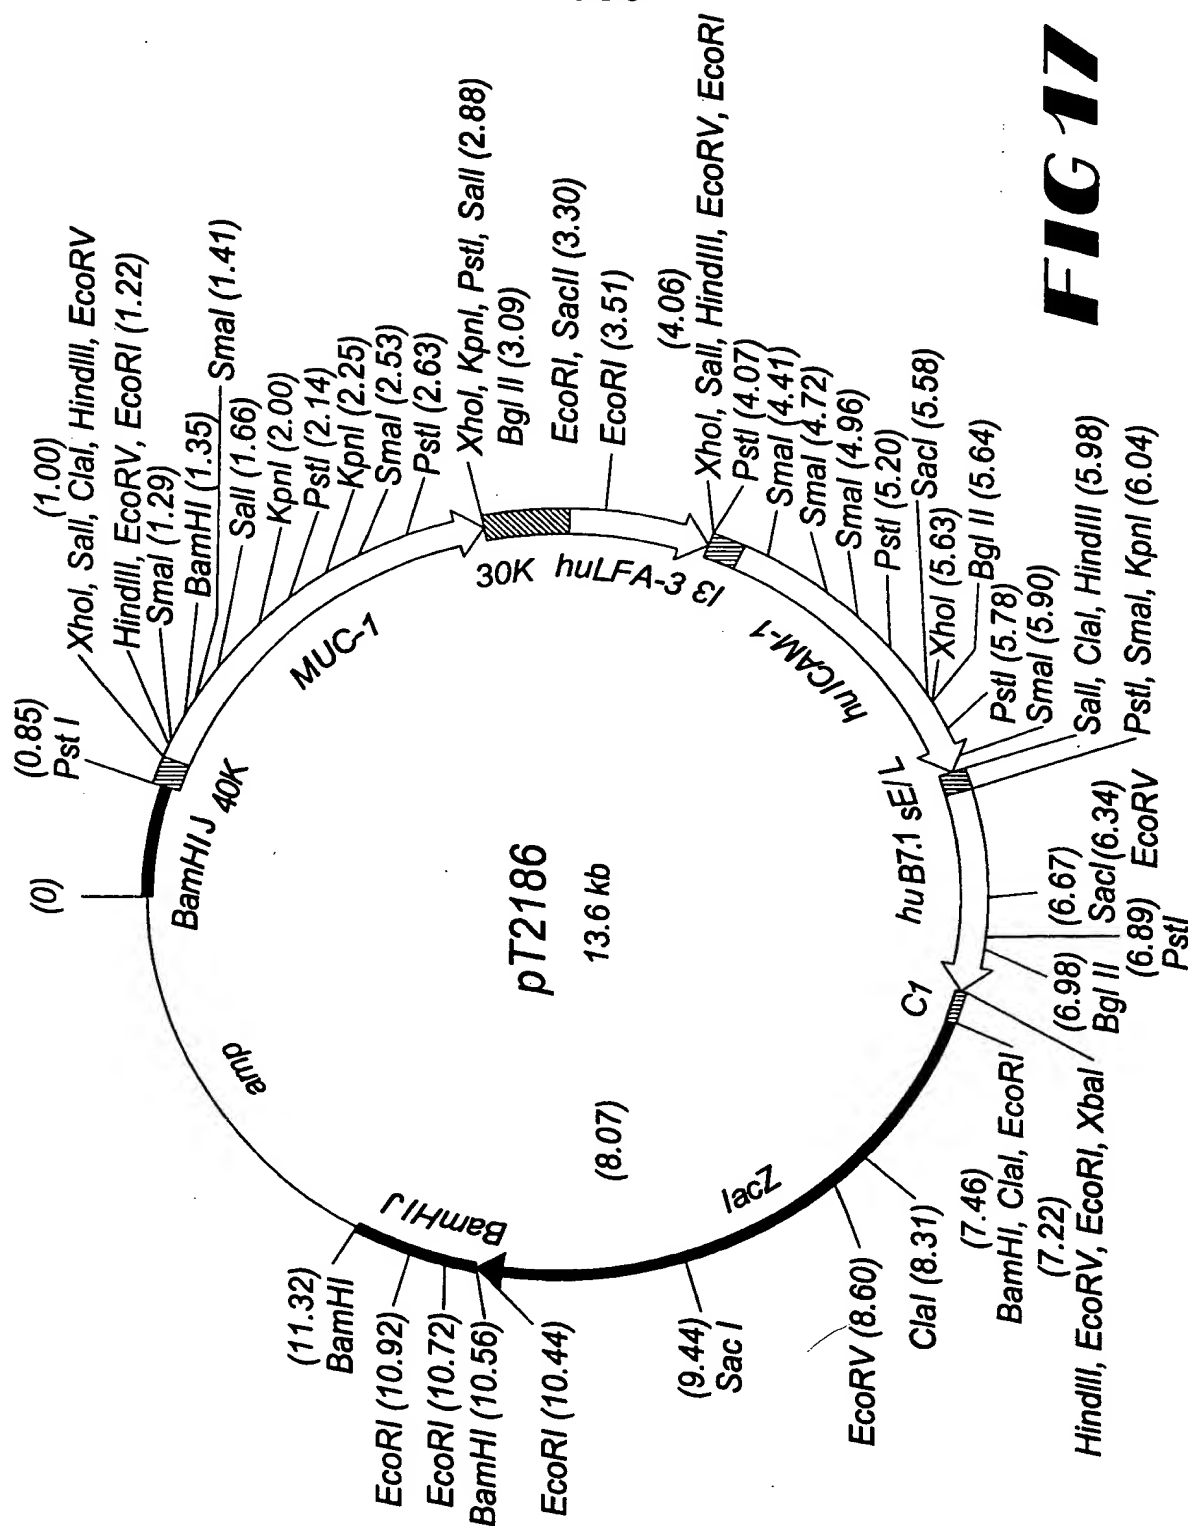 (0)
(0.85)
Pst I
(1.00)
XhoI, SalI, ClaI, HindIII, EcoRV
HindIII, EcoRV, EcoRI (1.22)
SmaI (1.29)
BamHI (1.35)
SmaI (1.41)
SalI (1.66)
KpnI (2.00)
PstI (2.14)
KpnI (2.25)
SmaI (2.53)
PstI (2.63)
XhoI, KpnI, PstI, SalI (2.88)
Bgl II (3.09)
EcoRI, SacII (3.30)
EcoRI (3.51)
(4.06)
XhoI, SalI, HindIII, EcoRV, EcoRI
PstI (4.07)
SmaI (4.41)
SmaI (4.72)
SmaI (4.96)
PstI (5.20)
SacI (5.58)
XhoI (5.63)
Bgl II (5.64)
PstI (5.78)
SmaI (5.90)
SalI, ClaI, HindIII (5.98)
PstI, SmaI, KpnI (6.04)
(6.34)
EcoRV
(6.67)
SacI
(6.89)
PstI
(6.98)
Bgl II
(7.22)
HindIII, EcoRV, EcoRI, XbaI
(7.46)
BamHI, ClaI, EcoRI
ClaI (8.31)
EcoRV (8.60)
(9.44)
Sac I
EcoRI (10.44)
BamHI (10.56)
EcoRI (10.72)
EcoRI (10.92)
(11.32)
BamHI
BamHI J
40K
MUC-1
30K
huLFA-3
I3
huICAM-1
huB7.1 sE/L
C1
lacZ
(8.07)
BamHI J
amp
pT2186
13.6 kb
FIG 17